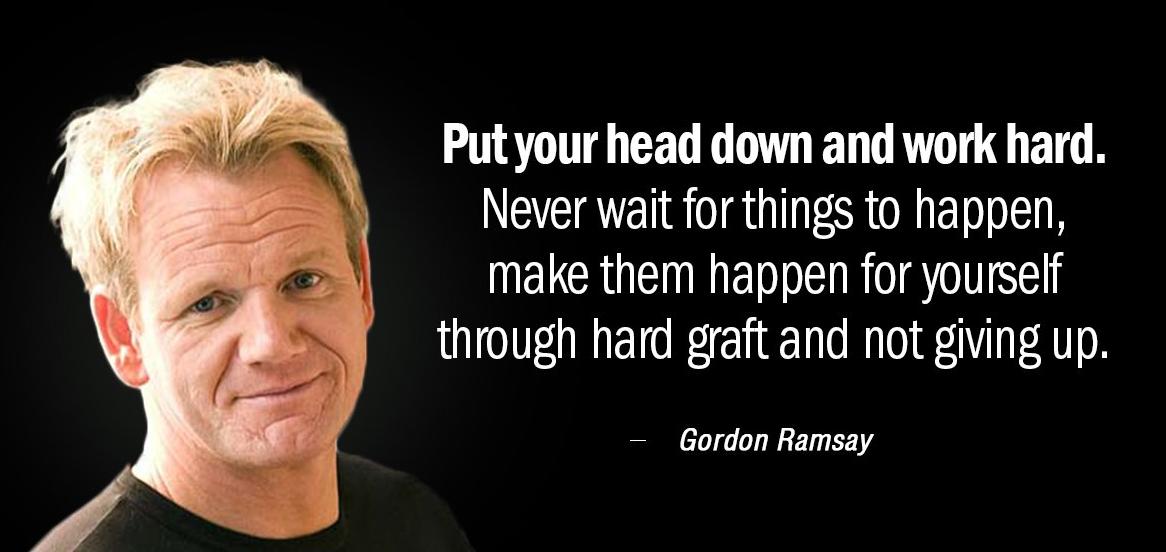 Put your head down and work hard.
Never wait for things to happen,
make them happen for yourself
through hard graft and not giving up.
— Gordon Ramsay